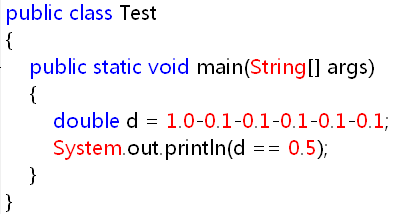 public class Test
{
public static void main(String[] args)
{
double d = 1.0-0.1-0.1-0.1-0.1-0.1;
System.out.println(d == 0.5);
}
}